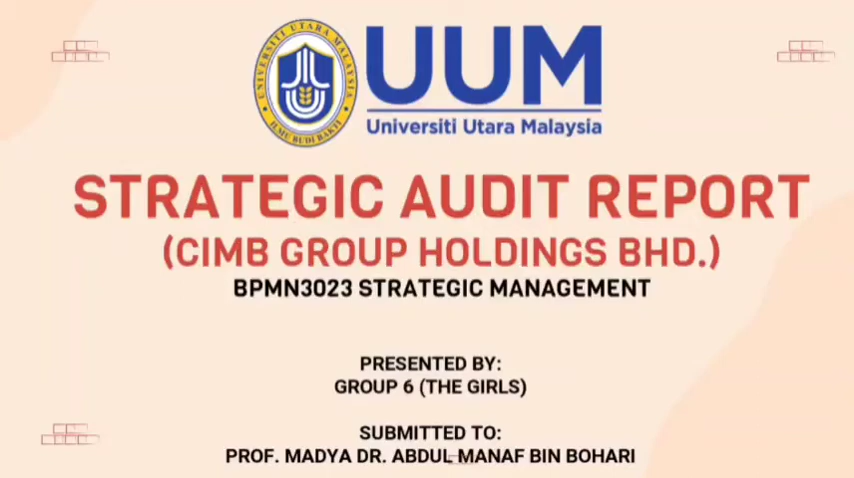 UNIVERSITI UTARA MALAYSIA
ILMU BUDI BAKTI
UUM
Universiti Utara Malaysia
STRATEGIC AUDIT REPORT
(CIMB GROUP HOLDINGS BHD.)
BPMN3023 STRATEGIC MANAGEMENT
PRESENTED BY:
GROUP 6 (THE GIRLS)
SUBMITTED TO:
PROF. MADYA DR. ABDUL MANAF BIN BOHARI